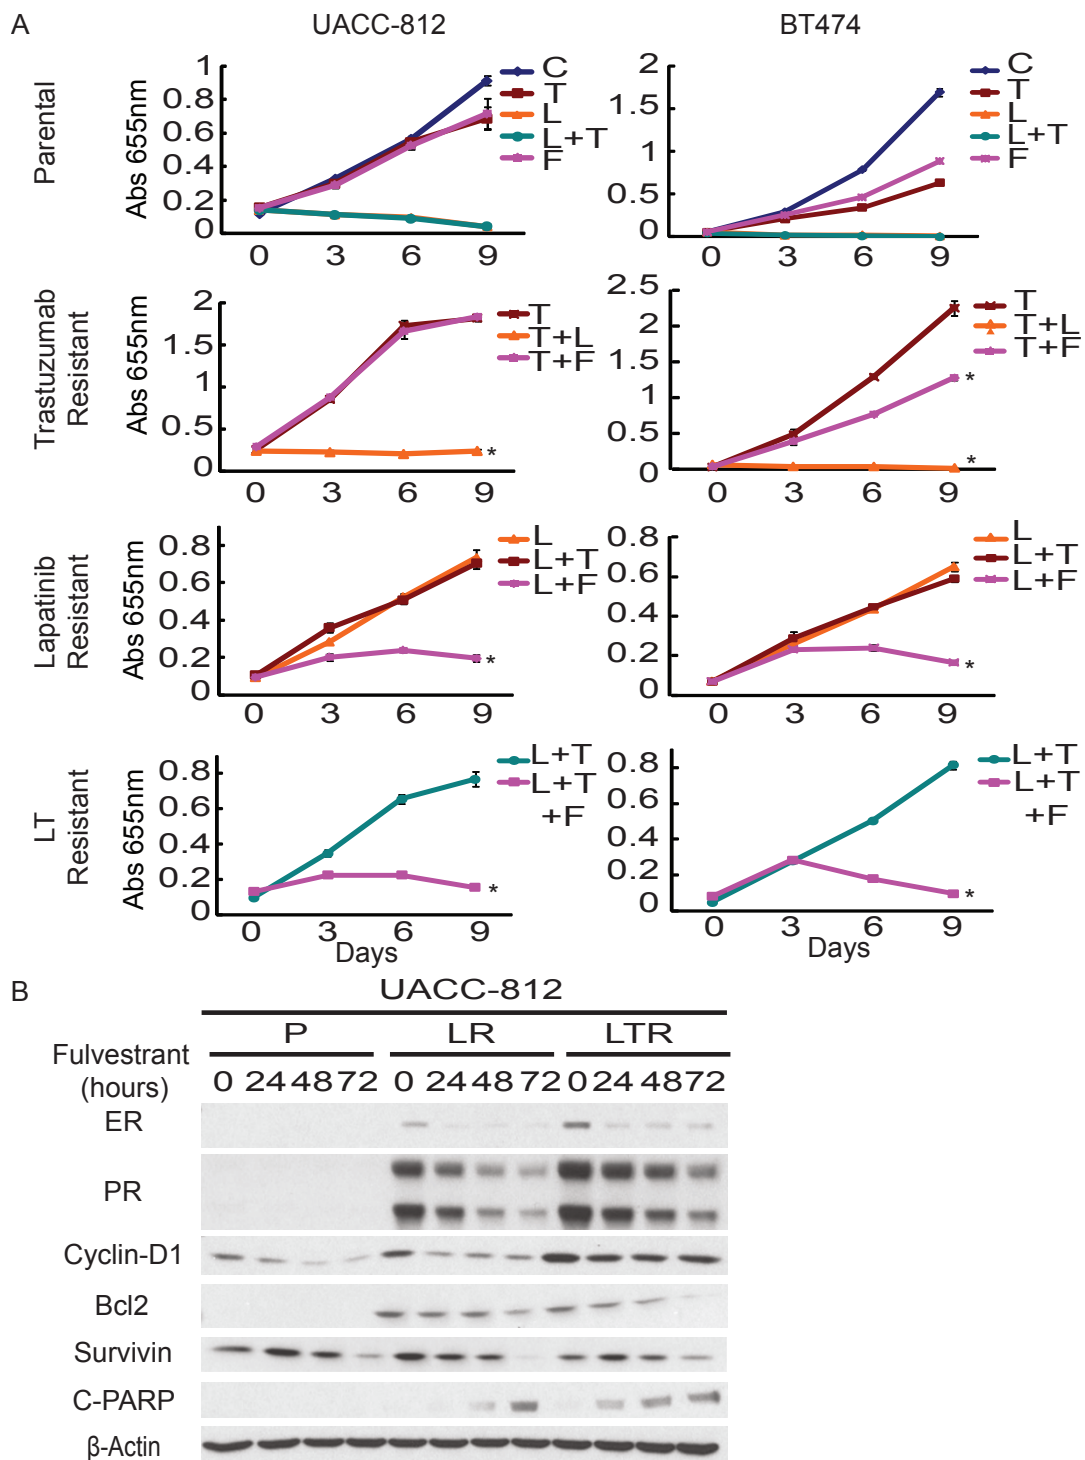 A
UACC-812
BT474
Parental
Abs 655nm
1
0.8
0.6
0.4
0.2
0
0 3 6 9
C
T
L
L+T
F
2
1.5
1
0.5
0
0 3 6 9
C
T
L
L+T
F
Trastuzumab
Resistant
Abs 655nm
2
1.5
1
0.5
0
0 3 6 9
T
T+L
T+F
*
2.5
2
1.5
1
0.5
0
0 3 6 9
T
T+L
T+F
*
*
Lapatinib
Resistant
Abs 655nm
0.8
0.6
0.4
0.2
0
0 3 6 9
L
L+T
L+F
*
0.8
0.6
0.4
0.2
0
0 3 6 9
L
L+T
L+F
*
LT
Resistant
Abs 655nm
0.8
0.6
0.4
0.2
0
0 3 6 9
Days
L+T
L+T
+F
*
0.8
0.6
0.4
0.2
0
0 3 6 9
Days
L+T
L+T
+F
*
B
UACC-812
P LR LTR
Fulvestrant
(hours)
0 24 48 72 0 24 48 72 0 24 48 72
ER
PR
Cyclin-D1
Bcl2
Survivin
C-PARP
β-Actin